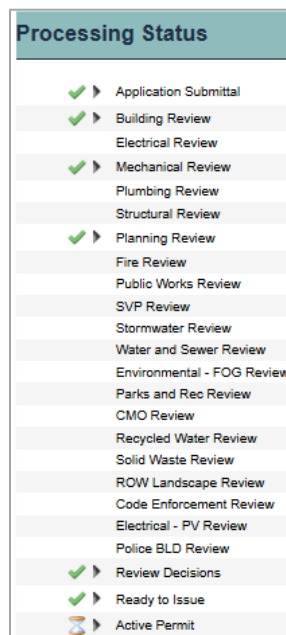 Processing Status
Application Submittal
Building Review
Electrical Review
Mechanical Review
Plumbing Review
Structural Review
Planning Review
Fire Review
Public Works Review
SVP Review
Stormwater Review
Water and Sewer Review
Environmental - FOG Review
Parks and Rec Review
CMO Review
Recycled Water Review
Solid Waste Review
ROW Landscape Review
Code Enforcement Review
Electrical - PV Review
Police BLD Review
Review Decisions
Ready to Issue
Active Permit